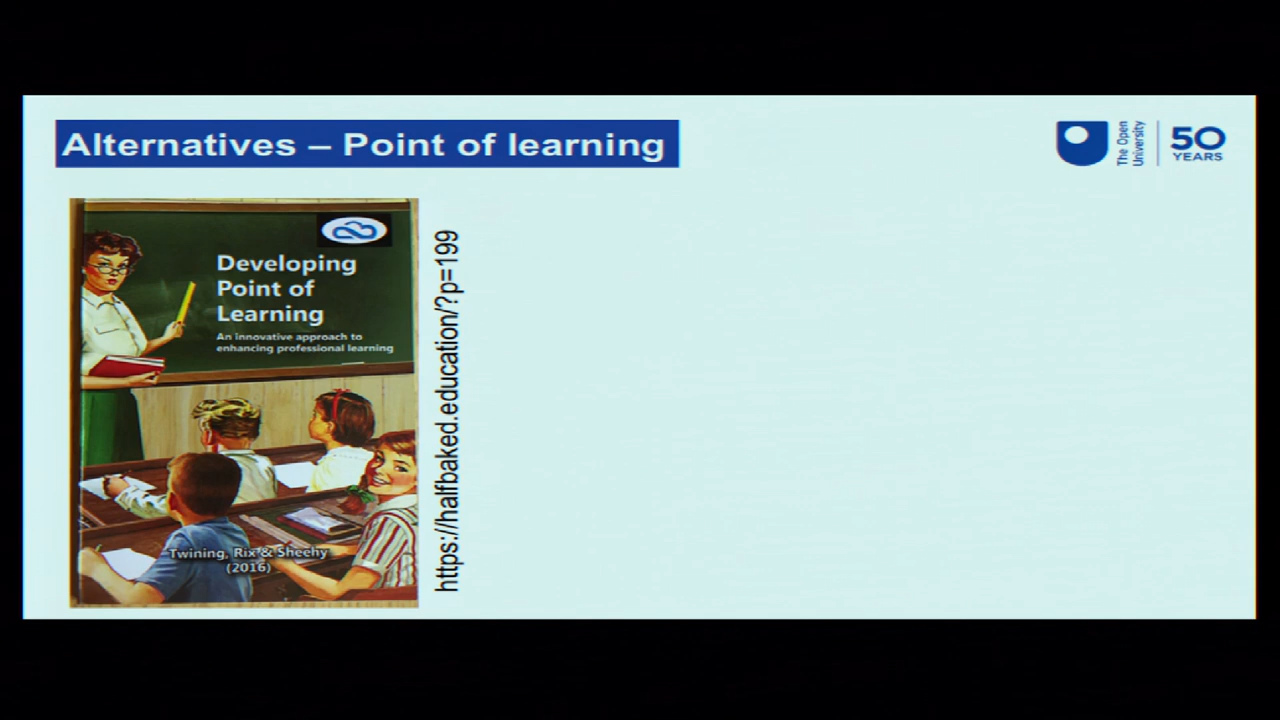 Alternatives – Point of learning
The Open
University
50
YEARS
Developing
Point of
Learning
An innovative approach to
enhancing professional learning
Twining, Rix & Sheehy
(2016)
https://halfbaked.education/?p=199